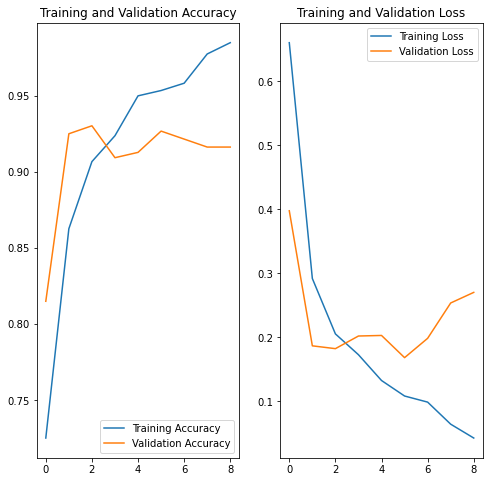 Training and Validation Accuracy
0.95
0.90
0.85
0.80
0.75
Training Accuracy
Validation Accuracy
0 2 4 6 8
Training and Validation Loss
Training Loss
Validation Loss
0.6
0.5
0.4
0.3
0.2
0.1
0 2 4 6 8